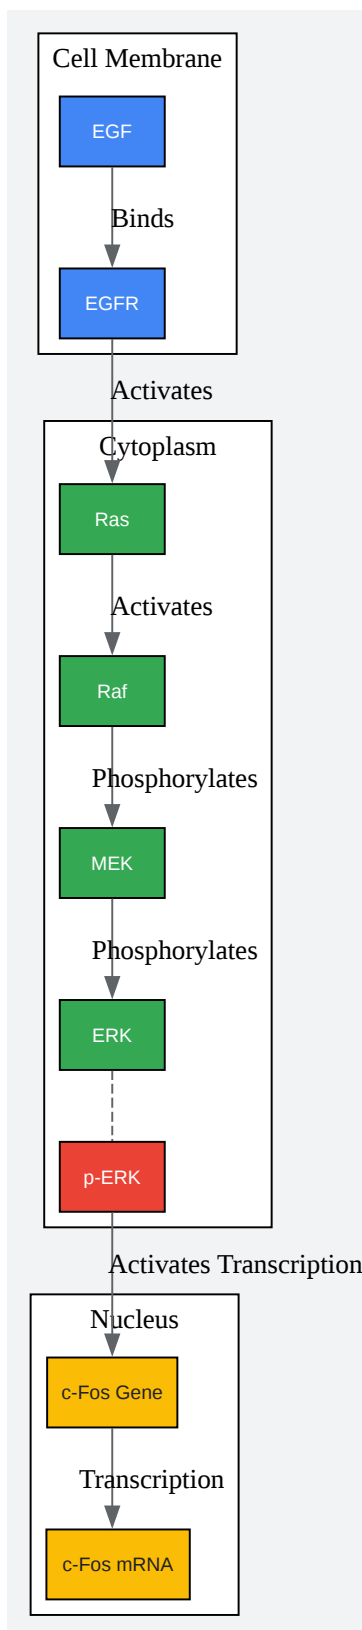 Cell Membrane
EGF
Binds
EGFR
Activates
Cytoplasm
Ras
Activates
Raf
Phosphorylates
MEK
Phosphorylates
ERK
p-ERK
Activates Transcription
Nucleus
c-Fos Gene
Transcription
c-Fos mRNA